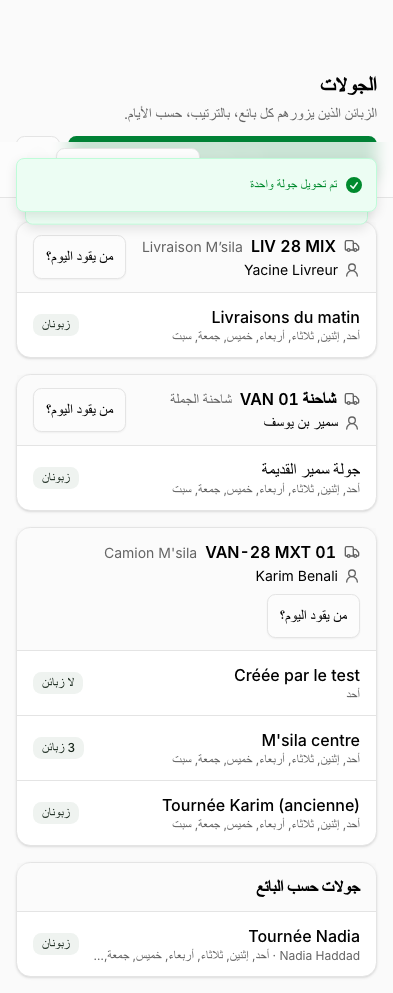 الجولات
الزبائن الذين يزورهم كل بائع، بالترتيب، حسب الأيام.
تم تحويل جولة واحدة
LIV 28 MIX Livraison M’sila
Yacine Livreur
من يقود اليوم؟
Livraisons du matin
أحد, إثنين, ثلاثاء, أربعاء, خميس, جمعة, سبت
زبونان
شاحنة VAN 01 شاحنة الجملة
سمير بن يوسف
من يقود اليوم؟
جولة سمير القديمة
أحد, إثنين, ثلاثاء, أربعاء, خميس, جمعة, سبت
زبونان
VAN-28 MXT 01 Camion M'sila
Karim Benali
من يقود اليوم؟
Créée par le test
أحد
لا زبائن
M'sila centre
أحد, إثنين, ثلاثاء, أربعاء, خميس, جمعة, سبت
3 زبائن
Tournée Karim (ancienne)
أحد, إثنين, ثلاثاء, أربعاء, خميس, جمعة, سبت
زبونان
جولات حسب البائع
Tournée Nadia
Nadia Haddad · أحد, إثنين, ثلاثاء, أربعاء, خميس, جمعة,...
زبونان